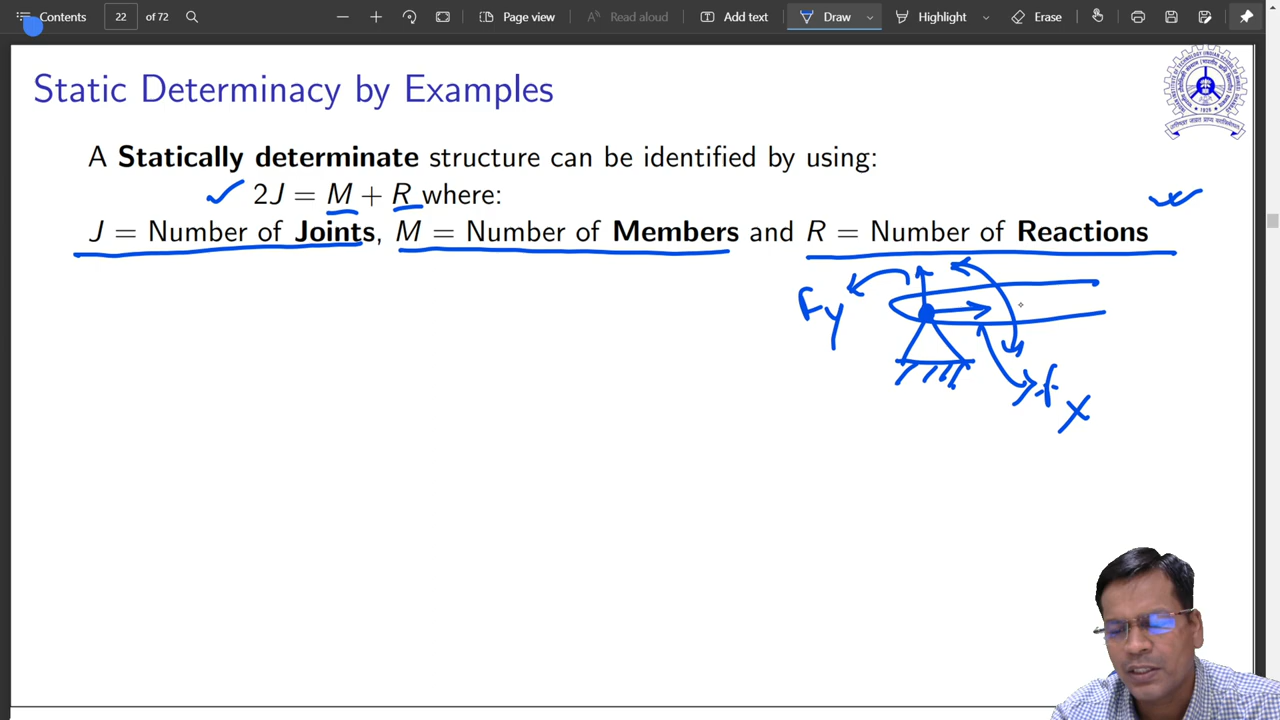 Contents 22 of 72 Page view Read aloud Add text Draw Highlight Erase
Static Determinacy by Examples
A Statically determinate structure can be identified by using:
2J = M + R where:
J = Number of Joints, M = Number of Members and R = Number of Reactions
Fy
Fx
1926